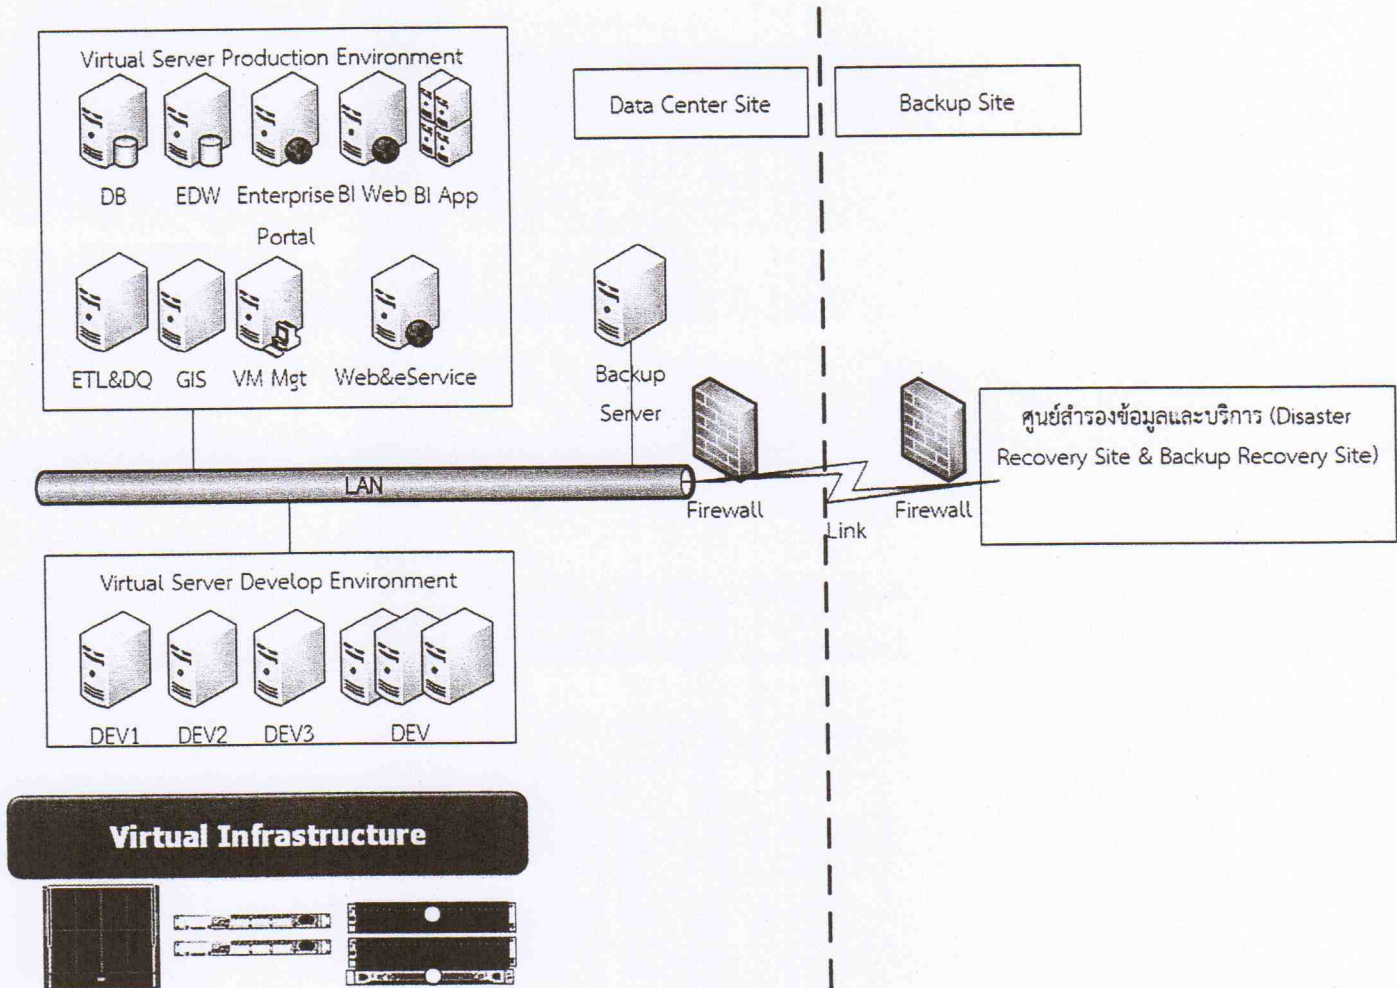 Virtual Server Production Environment
DB EDW Enterprise Portal BI Web BI App
ETL&DQ GIS VM Mgt Web&eService
Data Center Site
Backup Site
Backup
Server
Firewall
Link
Firewall
ศูนย์สำรองข้อมูลและบริการ (Disaster
Recovery Site & Backup Recovery Site)
LAN
Virtual Server Develop Environment
DEV1 DEV2 DEV3 DEV
Virtual Infrastructure